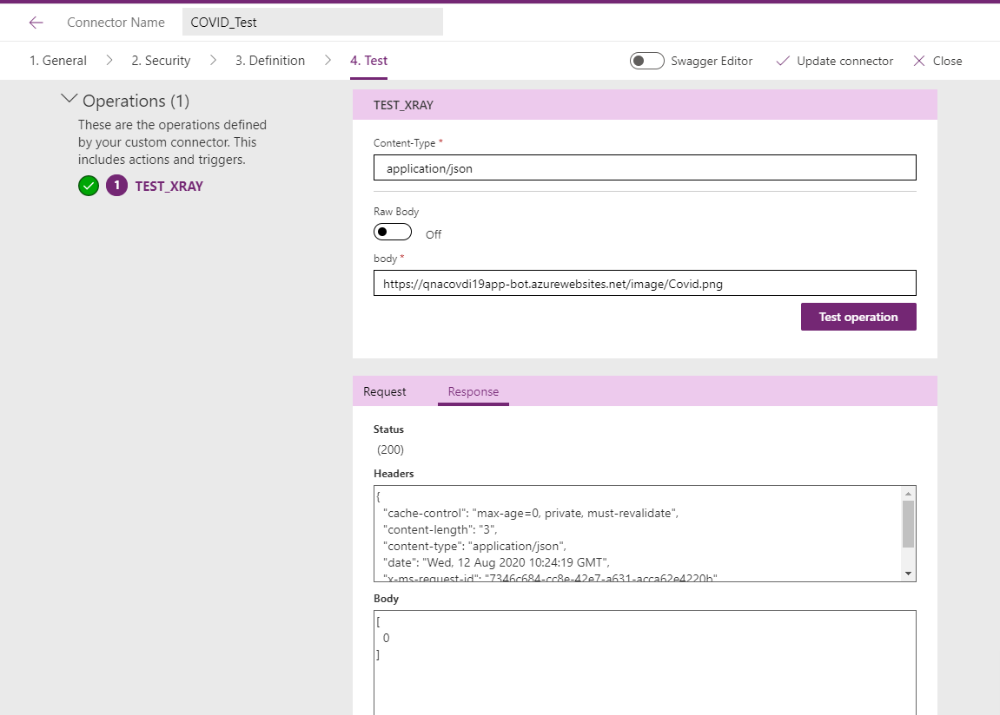 Connector Name COVID_Test
1. General 2. Security 3. Definition 4. Test Swagger Editor Update connector Close
Operations (1)
These are the operations defined
by your custom connector. This
includes actions and triggers.
1 TEST_XRAY
TEST_XRAY
Content-Type *
application/json
Raw Body
Off
body *
https://qnacovdi19app-bot.azurewebsites.net/image/Covid.png
Test operation
Request Response
Status
(200)
Headers
{
"cache-control": "max-age=0, private, must-revalidate",
"content-length": "3",
"content-type": "application/json",
"date": "Wed, 12 Aug 2020 10:24:19 GMT",
"x-ms-request-id": "7346c684-cc8e-42e7-a631-acca62e4220b"
Body
[
0
]